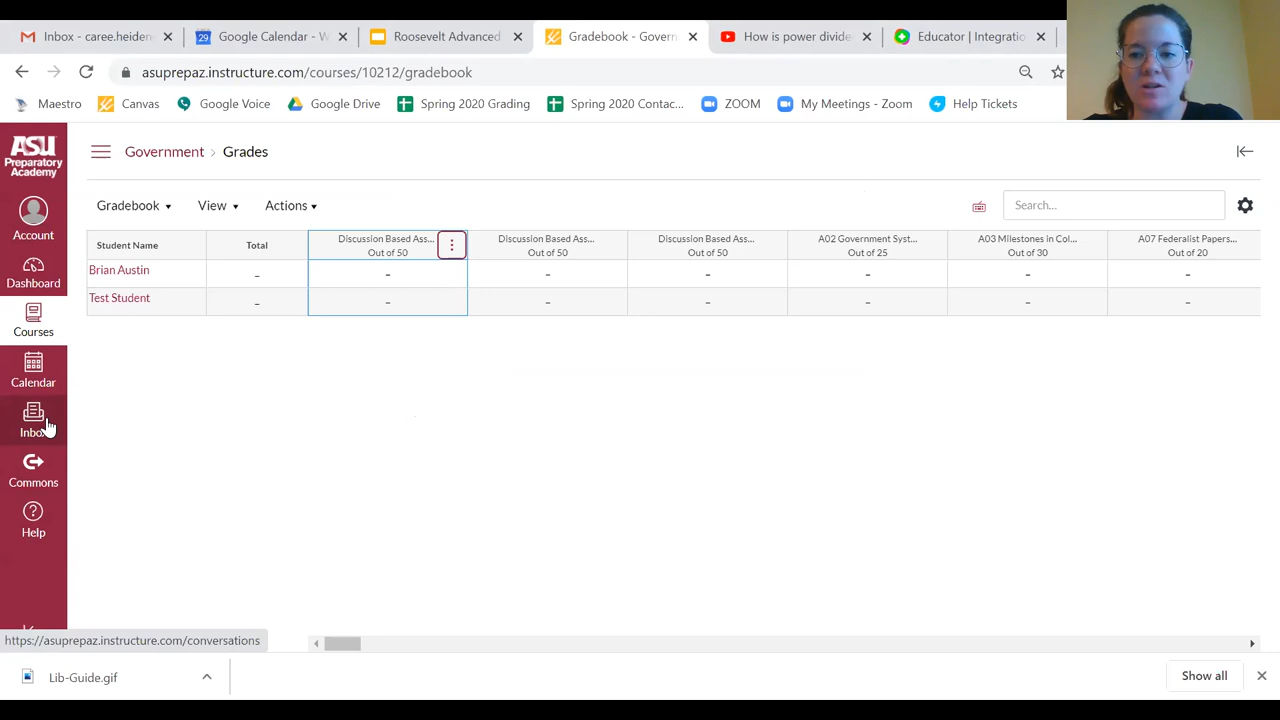 Inbox - caree.heiden
Google Calendar - W
Roosevelt Advanced
Gradebook - Govern
How is power divide
Educator | Integratio
asuprepaz.instructure.com/courses/10212/gradebook
Maestro
Canvas
Google Voice
Google Drive
Spring 2020 Grading
Spring 2020 Contac...
ZOOM
My Meetings - Zoom
Help Tickets
ASU
Preparatory
Academy
Account
Dashboard
Courses
Calendar
Inbox
Commons
Help
Government > Grades
Gradebook
View
Actions
Search...
Student Name
Total
Discussion Based Ass...
Out of 50
Discussion Based Ass...
Out of 50
Discussion Based Ass...
Out of 50
A02 Government Syst...
Out of 25
A03 Milestones in Col...
Out of 30
A07 Federalist Papers...
Out of 20
Brian Austin – – – – – – –
Test Student – – – – – – –
https://asuprepaz.instructure.com/conversations
Lib-Guide.gif
Show all